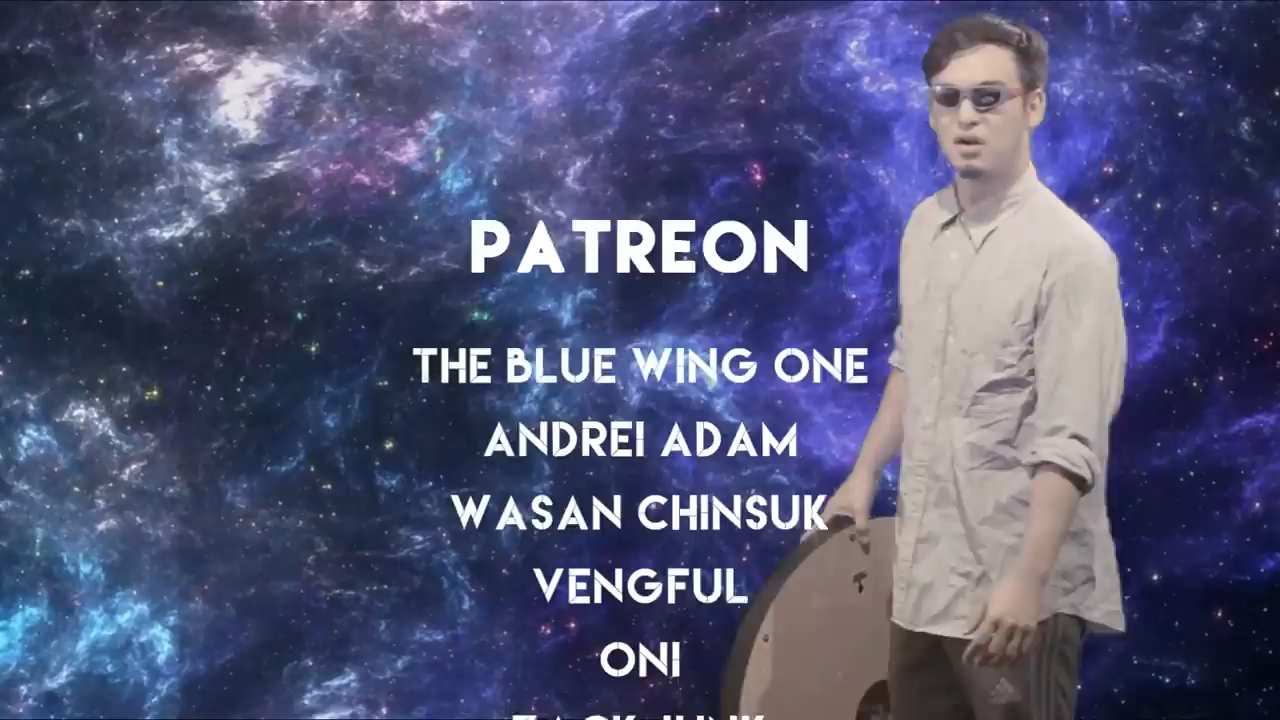 PATREON
THE BLUE WING ONE
ANDREI ADAM
WASAN CHINSUK
VENGFUL
ONI